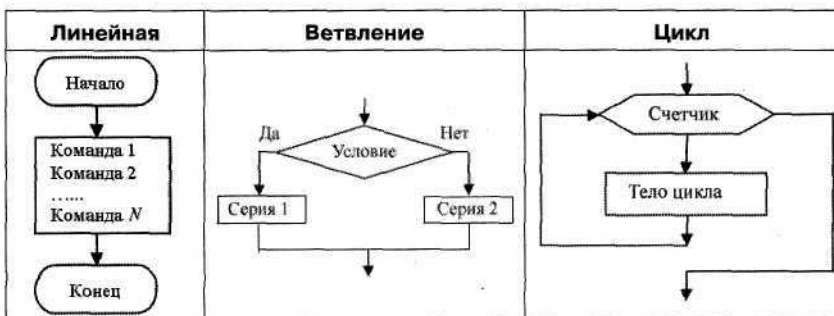 Линейная
Ветвление
Цикл
Начало
Команда 1
Команда 2
......
Команда N
Конец
Да
Нет
Условие
Серия 1
Серия 2
Счетчик
Тело цикла